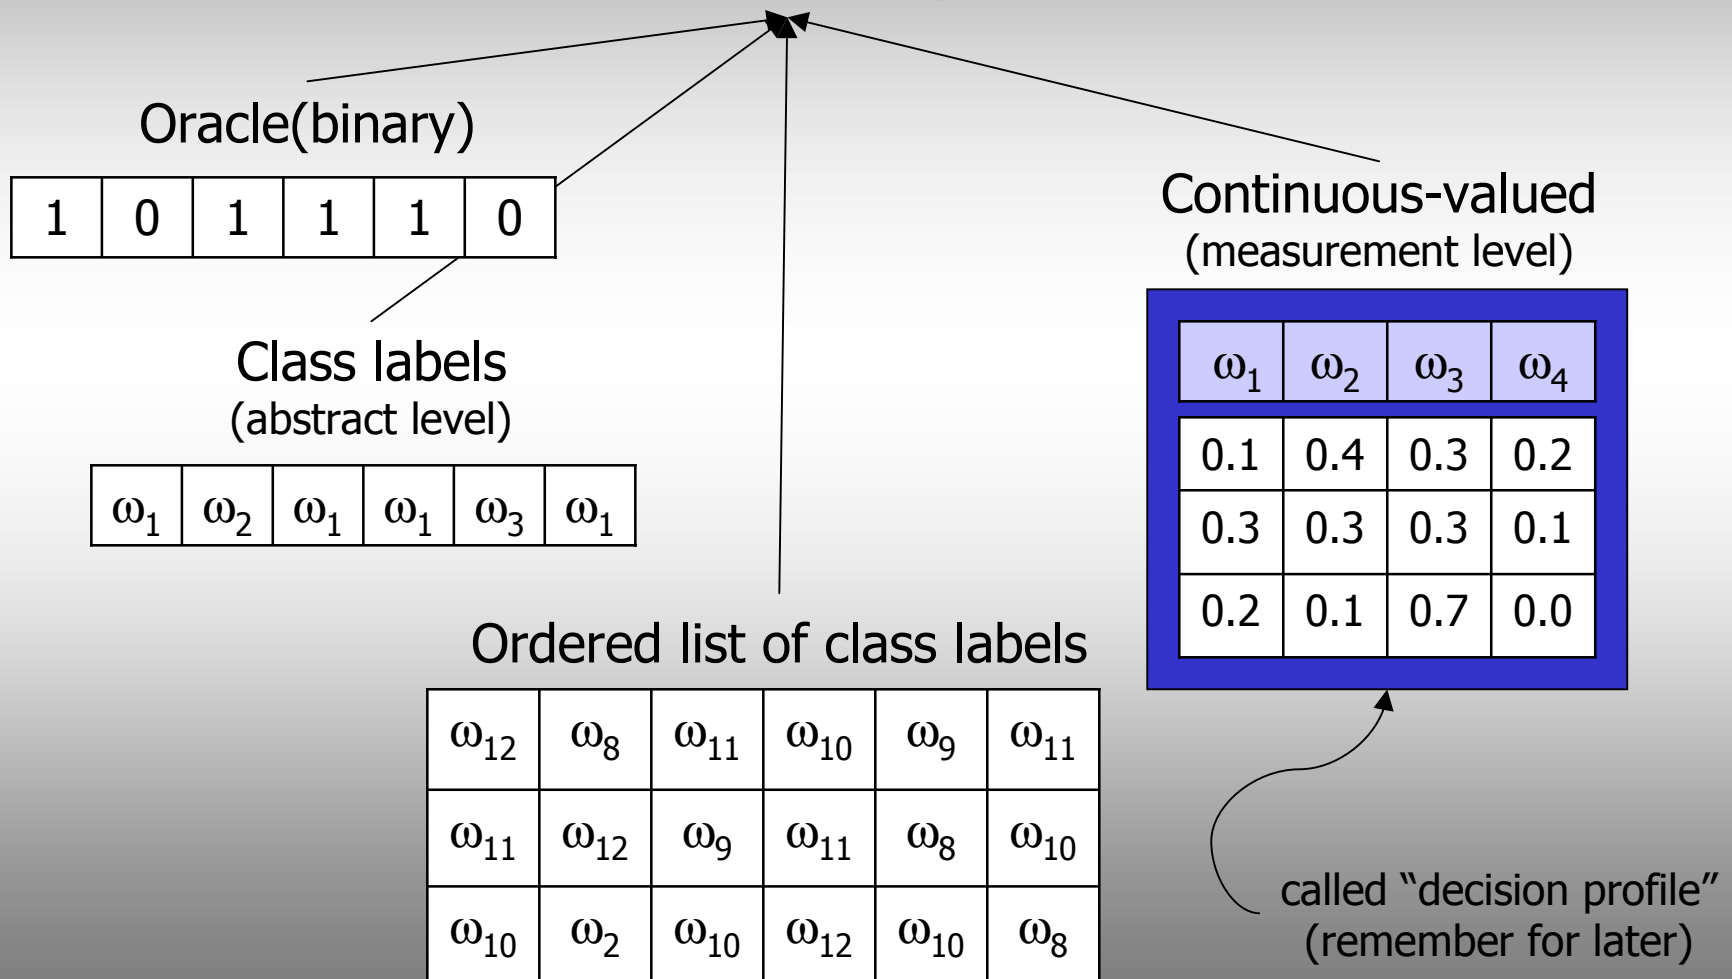 Oracle(binary)
1 0 1 1 1 0
Class labels
(abstract level)
ω1 ω2 ω1 ω1 ω3 ω1
Ordered list of class labels
ω12 ω8 ω11 ω10 ω9 ω11
ω11 ω12 ω9 ω11 ω8 ω10
ω10 ω2 ω10 ω12 ω10 ω8
Continuous-valued
(measurement level)
ω1 ω2 ω3 ω4
0.1 0.4 0.3 0.2
0.3 0.3 0.3 0.1
0.2 0.1 0.7 0.0
called “decision profile”
(remember for later)